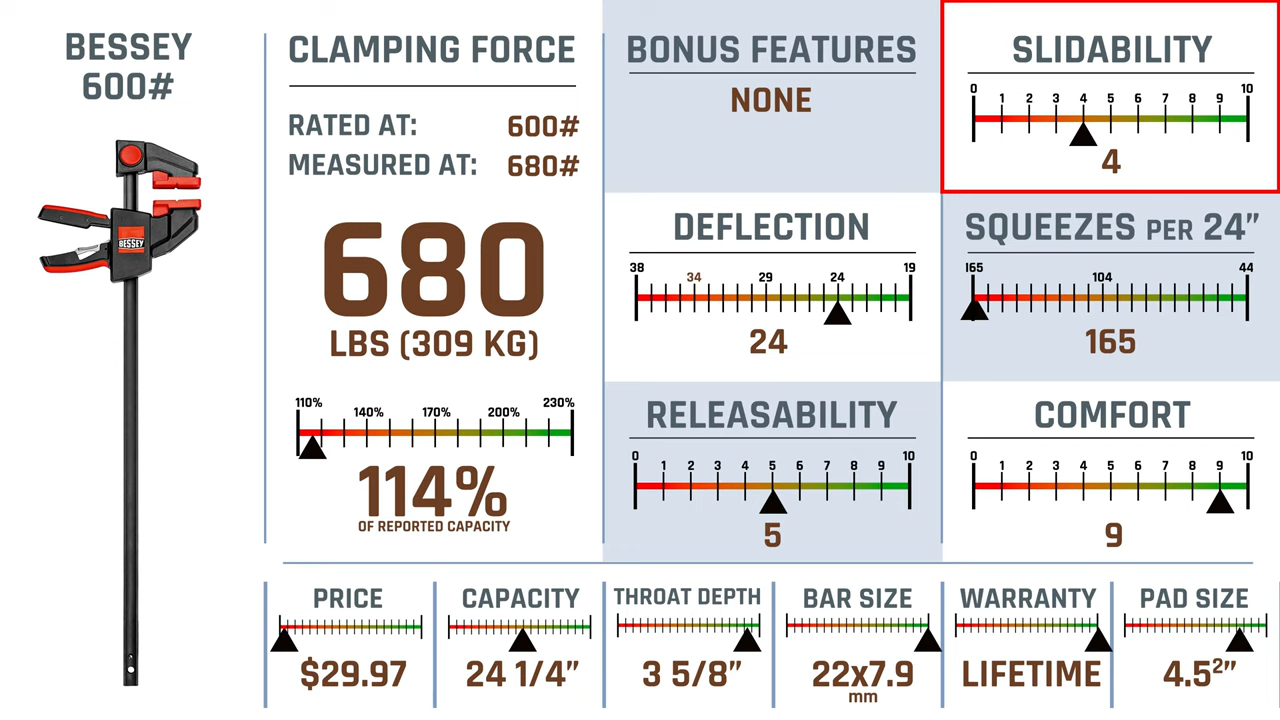 BESSEY
600#
BESSEY
CLAMPING FORCE
RATED AT: 600#
MEASURED AT: 680#
680
LBS (309 KG)
110% 140% 170% 200% 230%
114%
OF REPORTED CAPACITY
BONUS FEATURES
NONE
SLIDABILITY
0 1 2 3 4 5 6 7 8 9 10
4
DEFLECTION
38 34 29 24 19
24
SQUEEZES PER 24”
165 104 44
165
RELEASABILITY
0 1 2 3 4 5 6 7 8 9 10
5
COMFORT
0 1 2 3 4 5 6 7 8 9 10
9
PRICE
$29.97
CAPACITY
24 1/4”
THROAT DEPTH
3 5/8”
BAR SIZE
22x7.9
mm
WARRANTY
LIFETIME
PAD SIZE
4.5²”